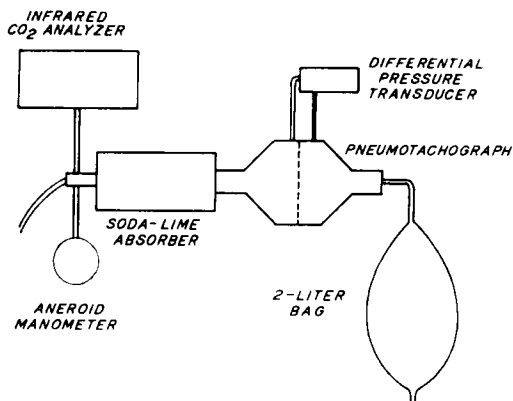 INFRARED
CO2 ANALYZER
DIFFERENTIAL
PRESSURE
TRANSDUCER
PNEUMOTACHOGRAPH
SODA-LIME
ABSORBER
2-LITER
BAG
ANEROID
MANOMETER